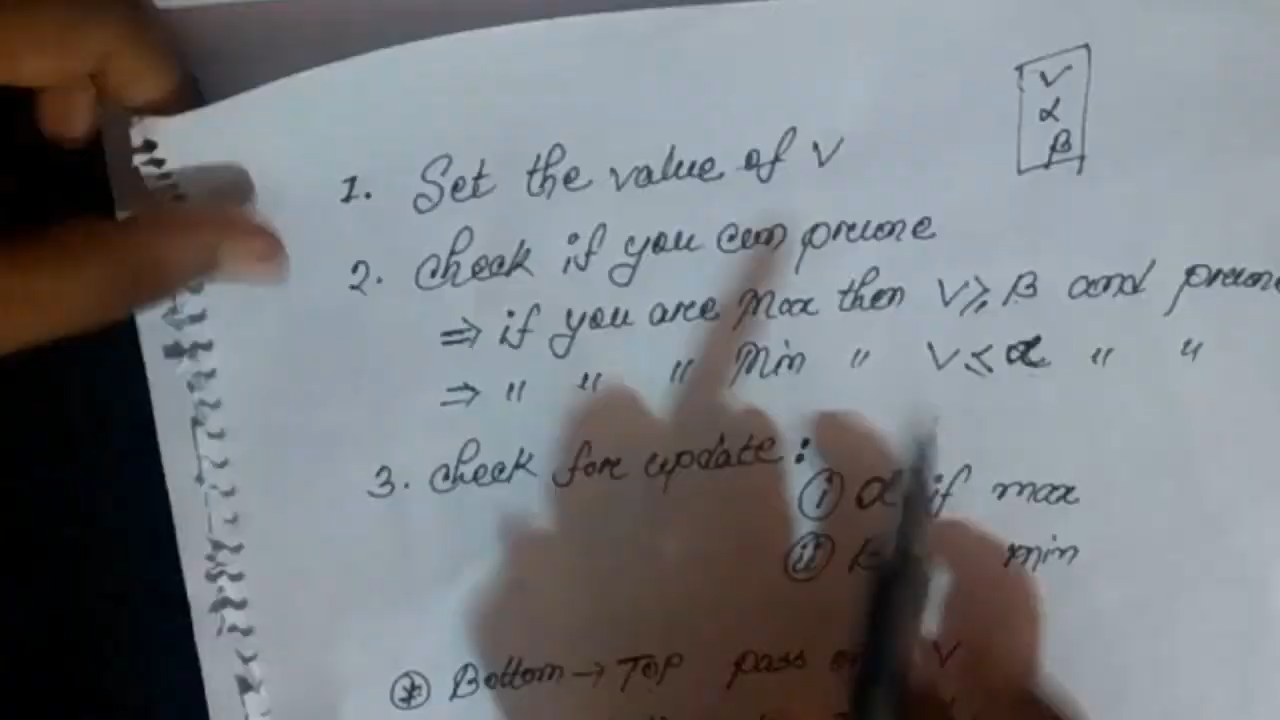 V
α
β
1. Set the value of V
2. Check if you can prune
⇒ if you are Max then V ≥ β and prune
⇒ " " " Min " V ≤ α " "
3. Check for update:
(i) α if max
(ii) min
(*) Bottom → Top pass V